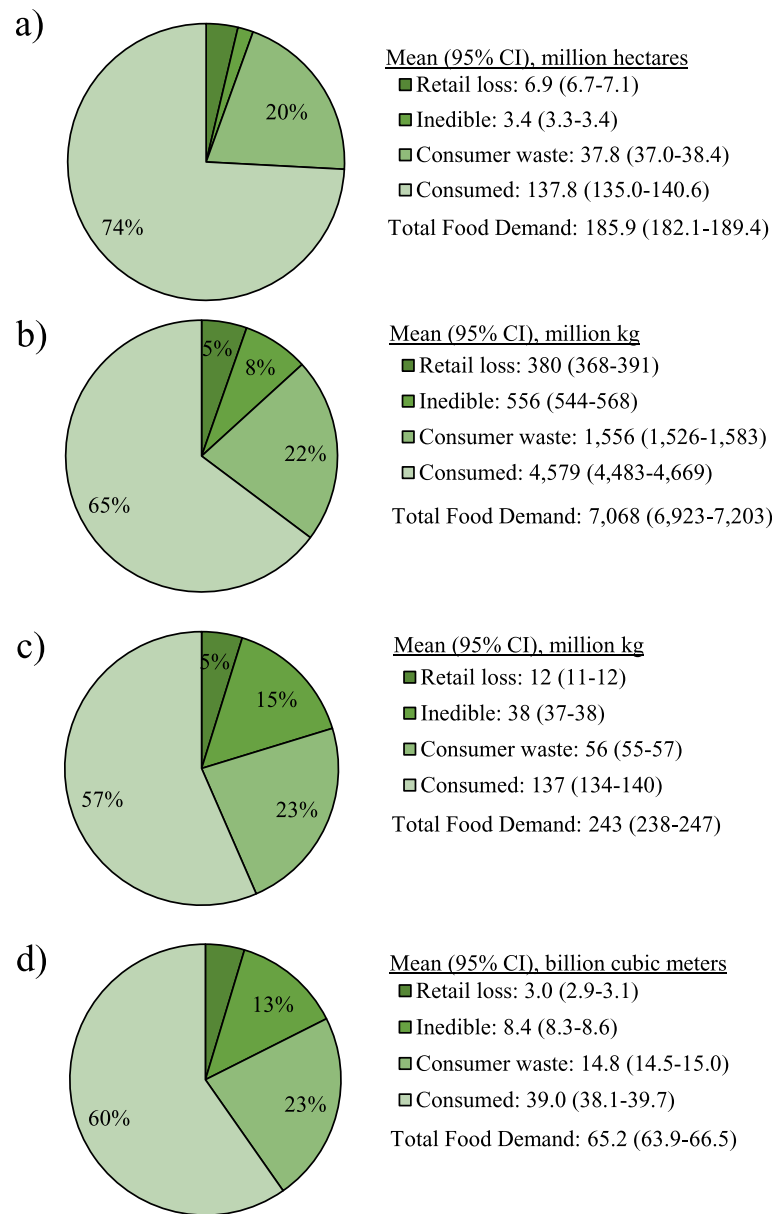 a)
20%
74%
Mean (95% CI), million hectares
Retail loss: 6.9 (6.7-7.1)
Inedible: 3.4 (3.3-3.4)
Consumer waste: 37.8 (37.0-38.4)
Consumed: 137.8 (135.0-140.6)
Total Food Demand: 185.9 (182.1-189.4)
b)
5%
8%
22%
65%
Mean (95% CI), million kg
Retail loss: 380 (368-391)
Inedible: 556 (544-568)
Consumer waste: 1,556 (1,526-1,583)
Consumed: 4,579 (4,483-4,669)
Total Food Demand: 7,068 (6,923-7,203)
c)
5%
15%
23%
57%
Mean (95% CI), million kg
Retail loss: 12 (11-12)
Inedible: 38 (37-38)
Consumer waste: 56 (55-57)
Consumed: 137 (134-140)
Total Food Demand: 243 (238-247)
d)
13%
23%
60%
Mean (95% CI), billion cubic meters
Retail loss: 3.0 (2.9-3.1)
Inedible: 8.4 (8.3-8.6)
Consumer waste: 14.8 (14.5-15.0)
Consumed: 39.0 (38.1-39.7)
Total Food Demand: 65.2 (63.9-66.5)